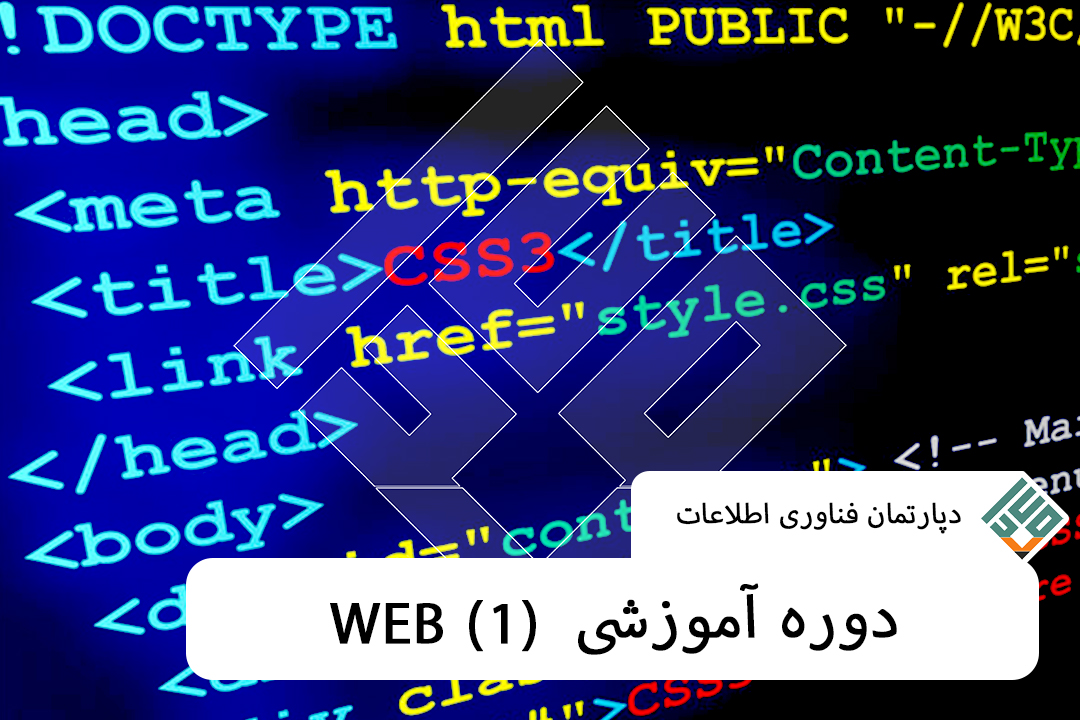 !DOCTYPE html PUBLIC "-//W3C/
head>
<meta http-equiv="Content-Typ
<title>CSS3</title>
<link href="style.css" rel="s
</head>
<!-- Mai
<body>
دپارتمان فناوری اطلاعات
دوره آموزشی WEB (1)